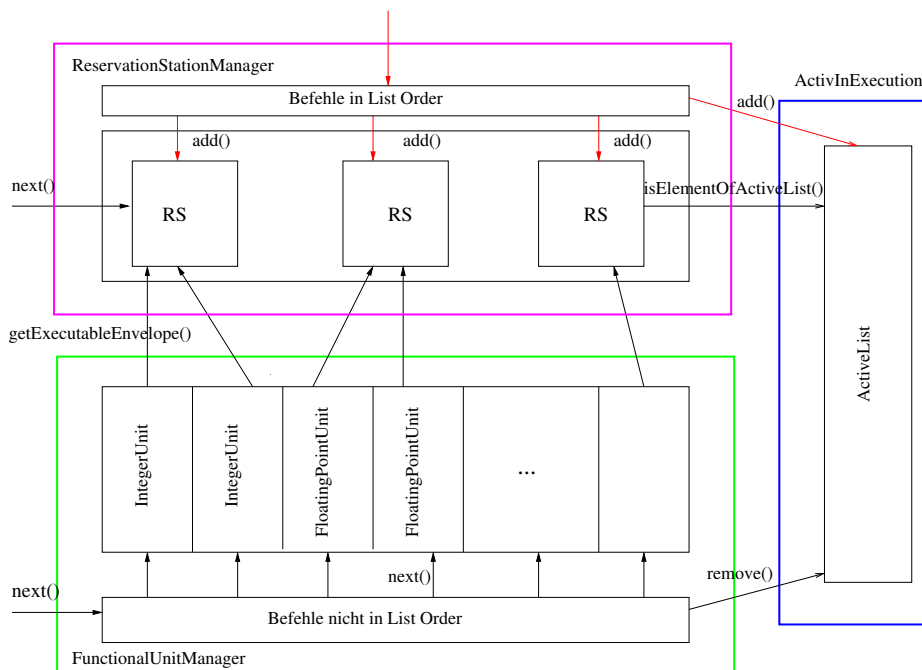 ReservationStationManager
ActivInExecution
Befehle in List Order
add()
add()
add()
add()
next()
RS
RS
RS
isElementOfActiveList()
getExecutableEnvelope()
ActiveList
IntegerUnit
IntegerUnit
FloatingPointUnit
FloatingPointUnit
...
next()
next()
remove()
Befehle nicht in List Order
FunctionalUnitManager